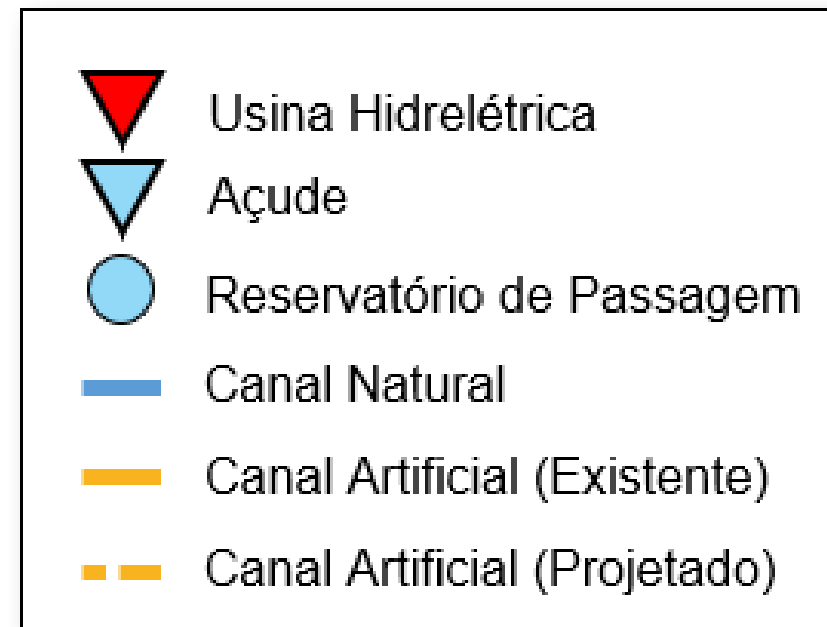 Usina Hidrelétrica
Açude
Reservatório de Passagem
Canal Natural
Canal Artificial (Existente)
Canal Artificial (Projetado)